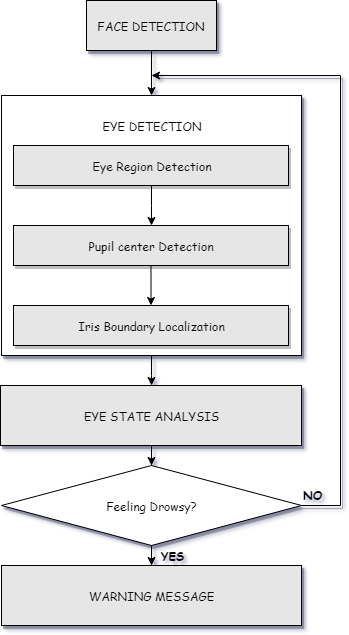 FACE DETECTION
EYE DETECTION
Eye Region Detection
Pupil center Detection
Iris Boundary Localization
EYE STATE ANALYSIS
Feeling Drowsy?
NO
YES
WARNING MESSAGE